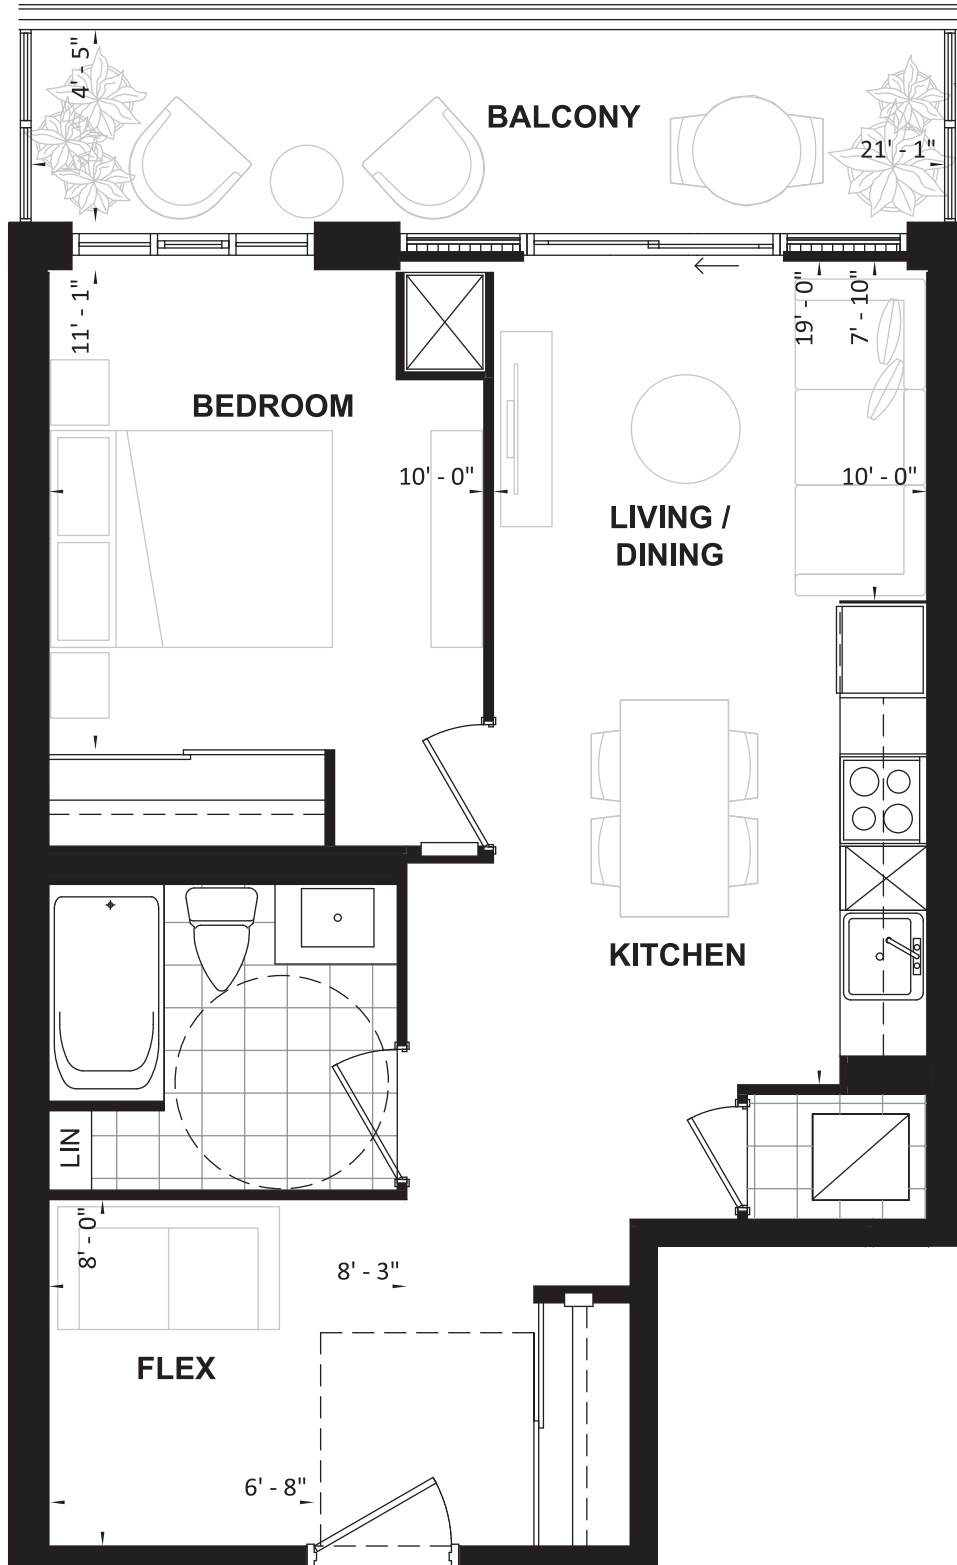 4' - 5"
BALCONY
21' - 1"
11' - 1"
19' - 0"
7' - 10"
BEDROOM
10' - 0"
10' - 0"
LIVING /
DINING
KITCHEN
LIN
8' - 0"
8' - 3"
FLEX
6' - 8"